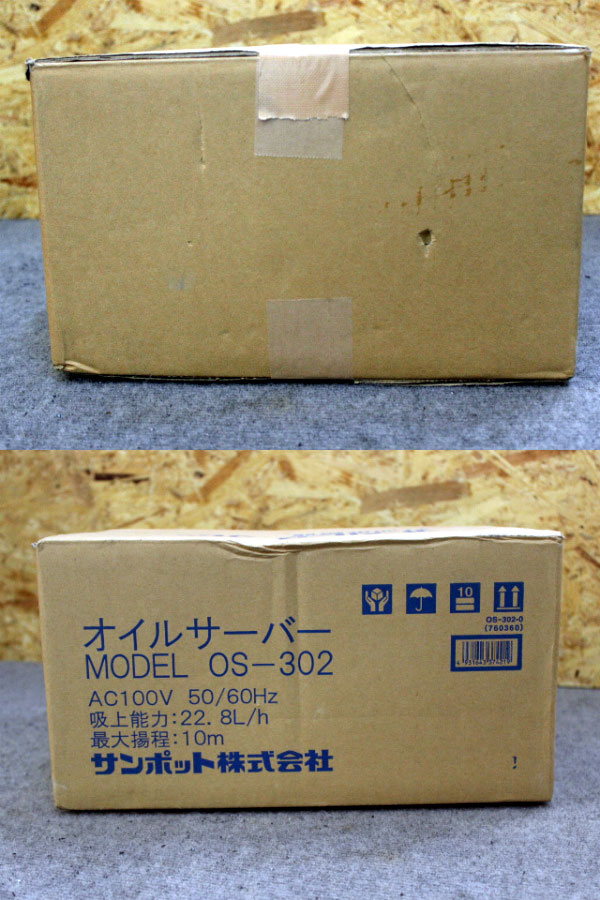 オイルサーバー
MODEL OS-302
AC100V 50/60Hz
吸上能力:22.8L/h
最大揚程:10m
サンポット株式会社
10
OS-302-0
(760360)